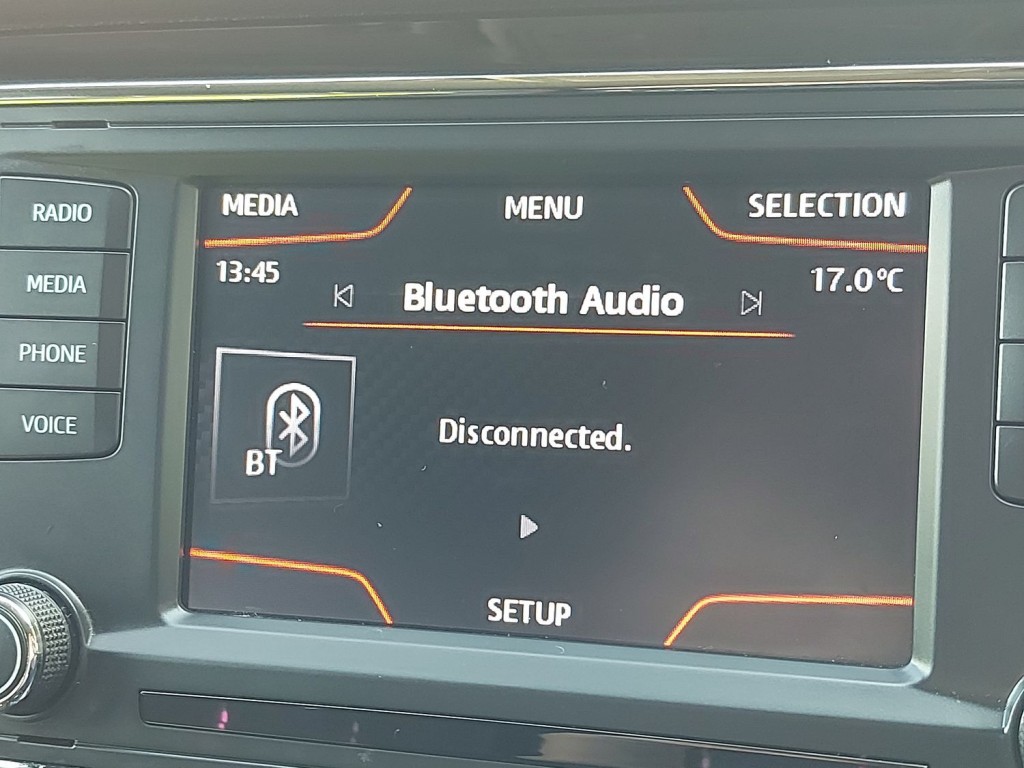 MEDIA
MENU
SELECTION
13:45
Bluetooth Audio
17.0°C
BT
Disconnected.
SETUP
RADIO
MEDIA
PHONE
VOICE